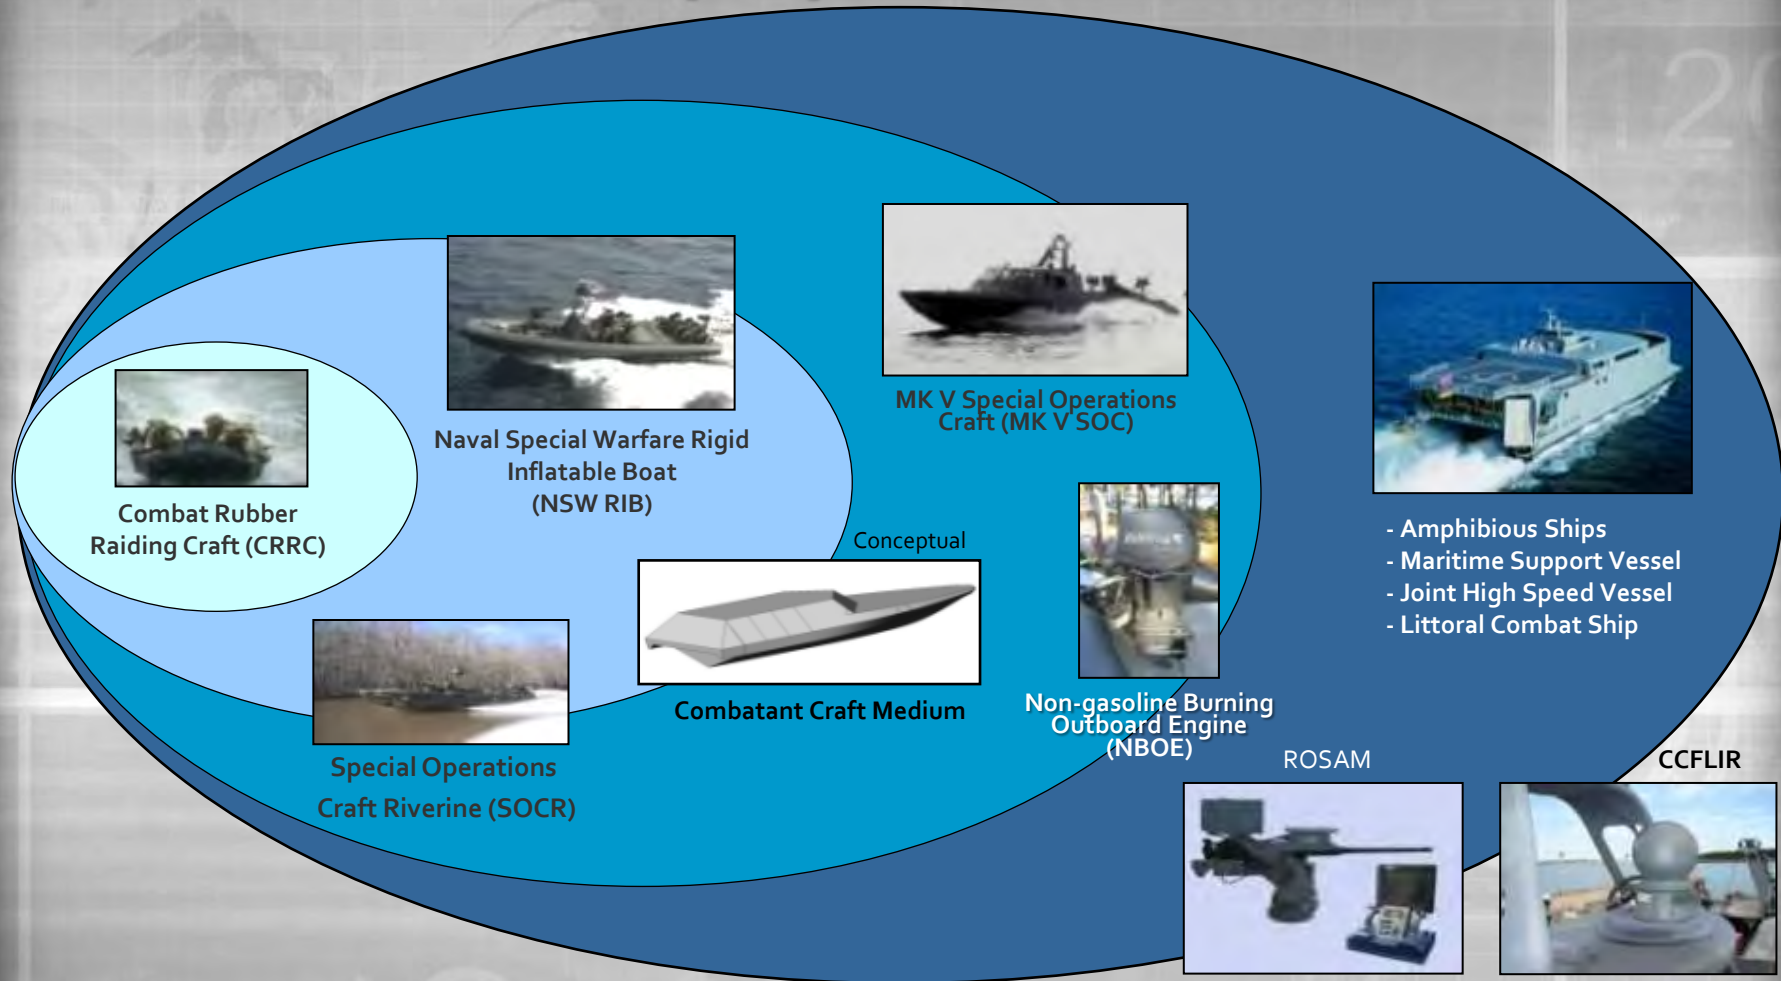 Combat Rubber
Raiding Craft (CRRC)
Naval Special Warfare Rigid
Inflatable Boat
(NSW RIB)
MK V Special Operations
Craft (MK V SOC)
Conceptual
Combatant Craft Medium
Special Operations
Craft Riverine (SOCR)
Non-gasoline Burning
Outboard Engine
(NBOE)
- Amphibious Ships
- Maritime Support Vessel
- Joint High Speed Vessel
- Littoral Combat Ship
ROSAM
CCFLIR